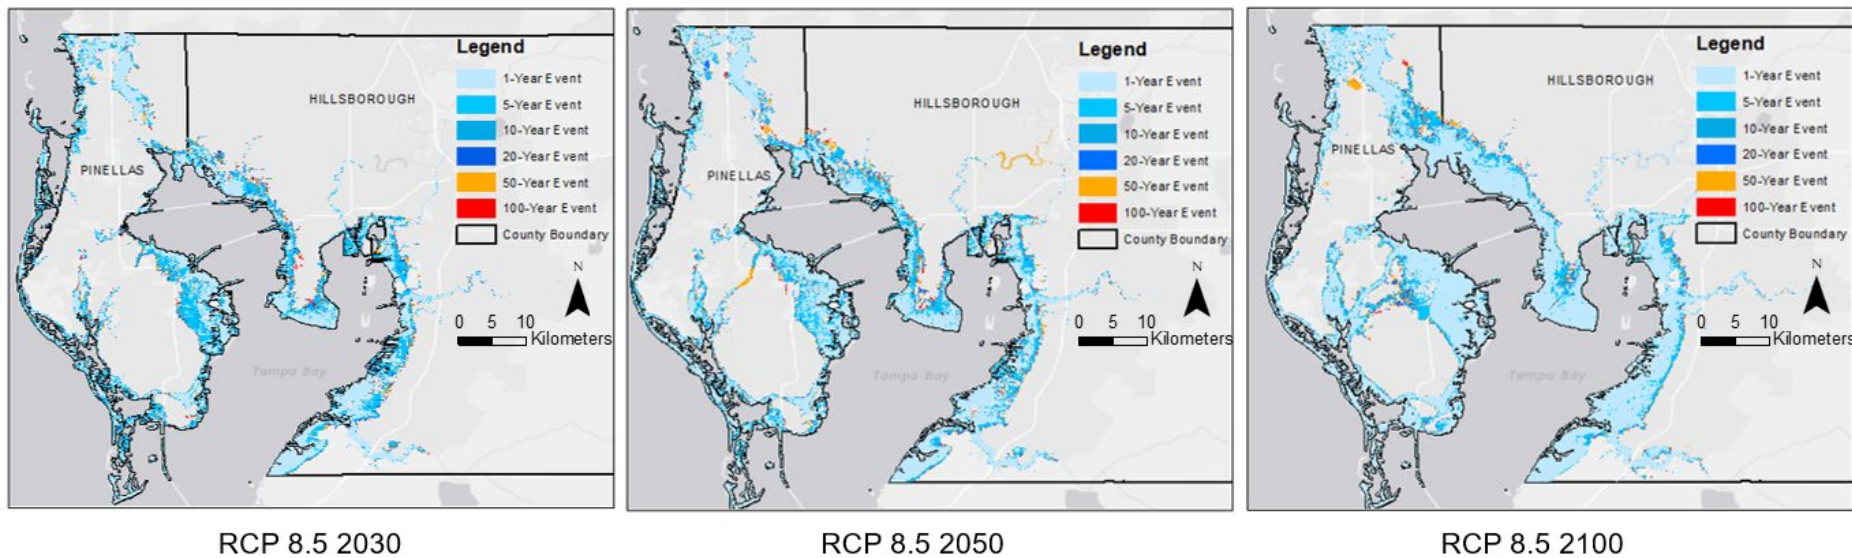 Legend
1-Year Event
5-Year Event
10-Year Event
20-Year Event
50-Year Event
100-Year Event
County Boundary
HILLSBOROUGH
PINELLAS
N
0 5 10
Kilometers
Tampa Bay
RCP 8.5 2030
Legend
1-Year Event
5-Year Event
10-Year Event
20-Year Event
50-Year Event
100-Year Event
County Boundary
HILLSBOROUGH
PINELLAS
N
0 5 10
Kilometers
Tampa Bay
RCP 8.5 2050
Legend
1-Year Event
5-Year Event
10-Year Event
20-Year Event
50-Year Event
100-Year Event
County Boundary
HILLSBOROUGH
PINELLAS
N
0 5 10
Kilometers
Tampa Bay
RCP 8.5 2100